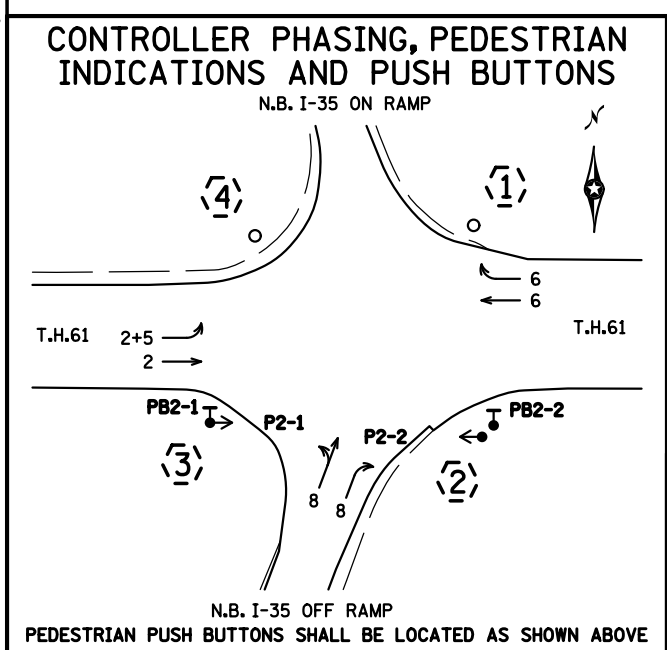 CONTROLLER PHASING, PEDESTRIAN
INDICATIONS AND PUSH BUTTONS
N.B. I-35 ON RAMP
N
4
1
6
6
T.H.61
2+5
T.H.61
2
PB2-1
P2-1
P2-2
PB2-2
3
2
8
8
N.B. I-35 OFF RAMP
PEDESTRIAN PUSH BUTTONS SHALL BE LOCATED AS SHOWN ABOVE